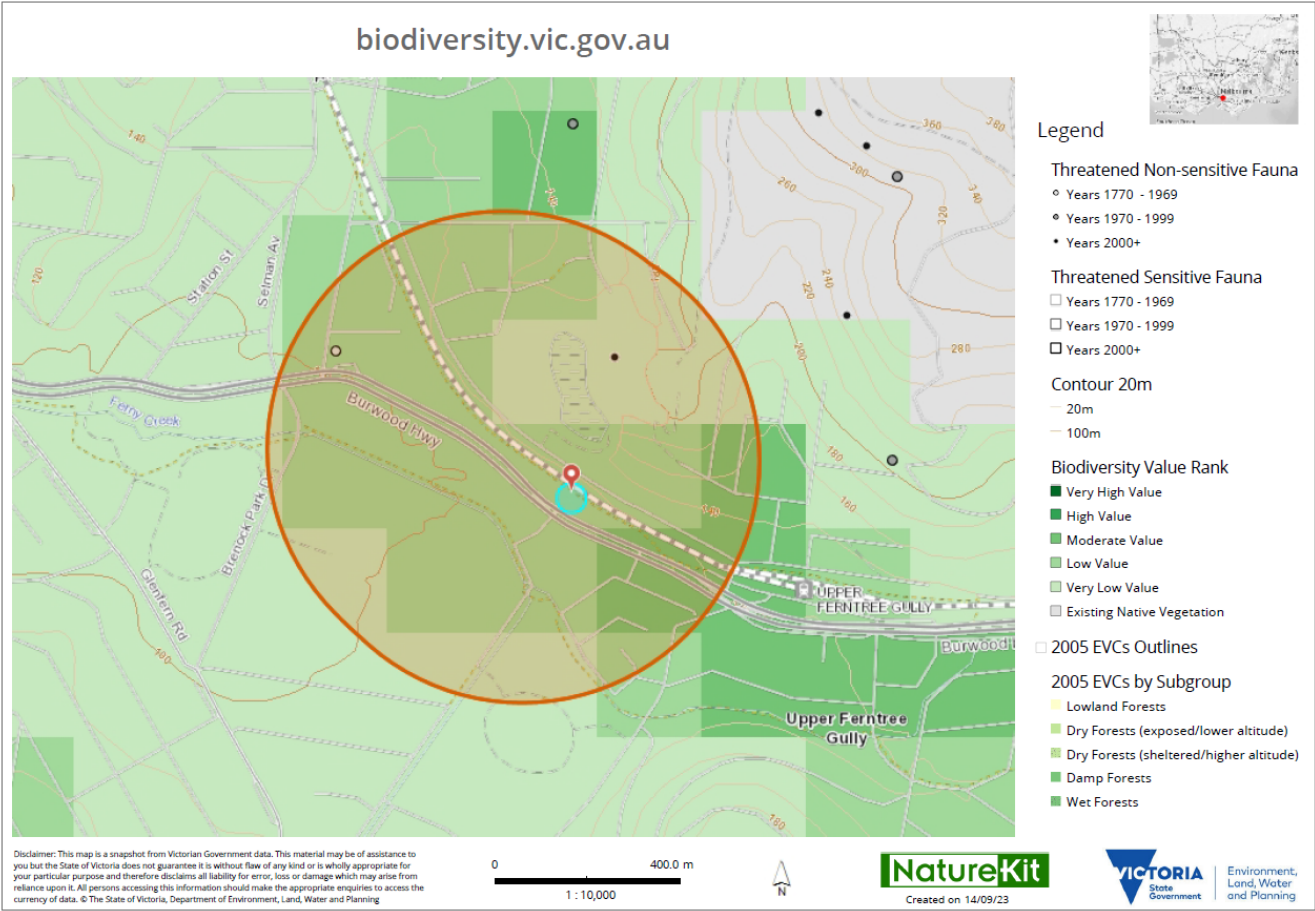 biodiversity.vic.gov.au
Legend
Threatened Non-sensitive Fauna
Years 1770 - 1969
Years 1970 - 1999
Years 2000+
Threatened Sensitive Fauna
Years 1770 - 1969
Years 1970 - 1999
Years 2000+
Contour 20m
20m
100m
Biodiversity Value Rank
Very High Value
High Value
Moderate Value
Low Value
Very Low Value
Existing Native Vegetation
2005 EVCs Outlines
2005 EVCs by Subgroup
Lowland Forests
Dry Forests (exposed/lower altitude)
Dry Forests (sheltered/higher altitude)
Damp Forests
Wet Forests
140
120
Station St
Selman Av
140
260
300
360
380
340
320
240
220
200
280
180
160
140
Ferny Creek
Burwood Hwy
Brenock Park D
Glenfern Rd
100
UPPER
FERNTREE GULLY
Burwood
Upper Ferntree
Gully
160
Disclaimer: This map is a snapshot from Victorian Government data. This material may be of assistance to
you but the State of Victoria does not guarantee it is without flaw of any kind or is wholly appropriate for
your particular purpose and therefore disclaims all liability for error, loss or damage which may arise from
reliance upon it. All persons accessing this information should make the appropriate enquiries to access the
currency of data. © The State of Victoria, Department of Environment, Land, Water and Planning
0 400.0 m
1 : 10,000
N
NatureKit
Created on 14/09/23
VICTORIA
State
Government
Environment,
Land, Water
and Planning